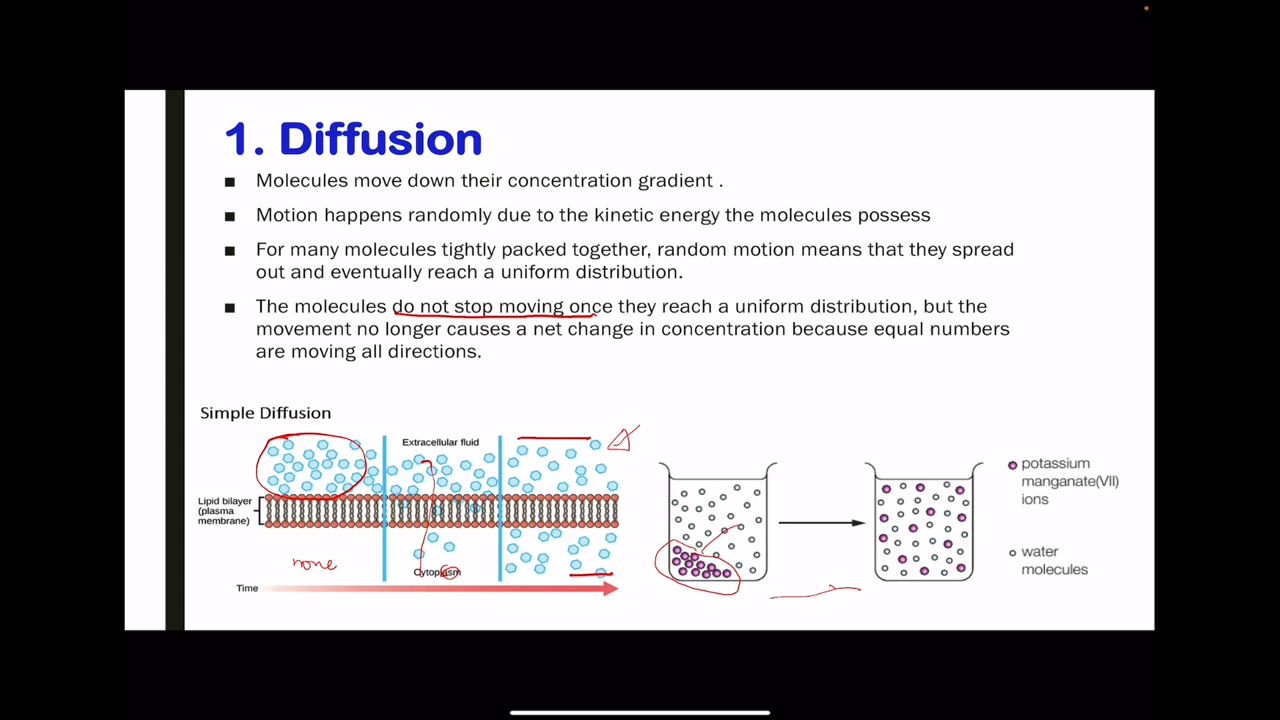 1. Diffusion
■ Molecules move down their concentration gradient .
■ Motion happens randomly due to the kinetic energy the molecules possess
■ For many molecules tightly packed together, random motion means that they spread
out and eventually reach a uniform distribution.
■ The molecules do not stop moving once they reach a uniform distribution, but the
movement no longer causes a net change in concentration because equal numbers
are moving all directions.
Simple Diffusion
Extracellular fluid
Lipid bilayer
(plasma
membrane)
none
Cytoplasm
Time
potassium
manganate(VII)
ions
water
molecules